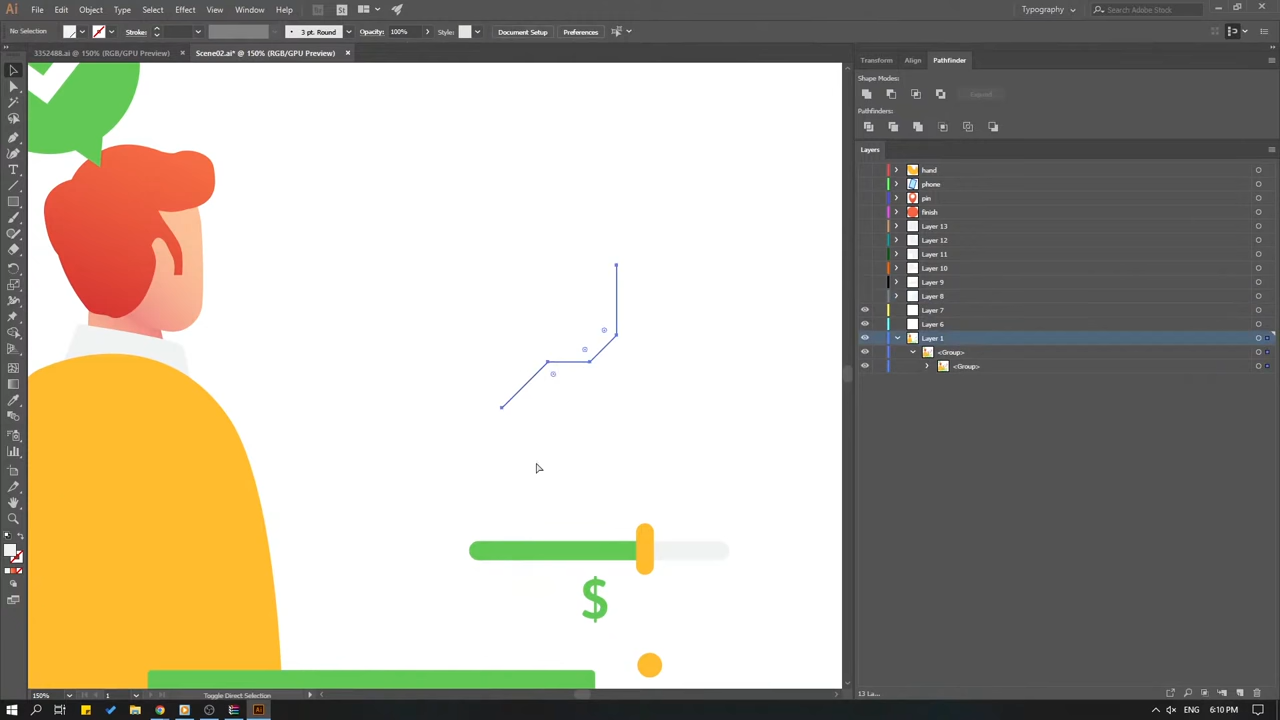 Ai File Edit Object Type Select Effect View Window Help Br St Typography Search Adobe Stock
No Selection Stroke: 3 pt. Round Opacity: 100% Style: Document Setup Preferences
3352488.ai @ 150% (RGB/GPU Preview) × Scene02.ai* @ 150% (RGB/GPU Preview) ×
Transform Align Pathfinder
Shape Modes:
Expand
Pathfinders:
Layers
hand
phone
pin
finish
Layer 13
Layer 12
Layer 11
Layer 10
Layer 9
Layer 8
Layer 7
Layer 6
Layer 1
<Group>
<Group>
$
150% 1 Toggle Direct Selection 13 La...
ENG 6:10 PM